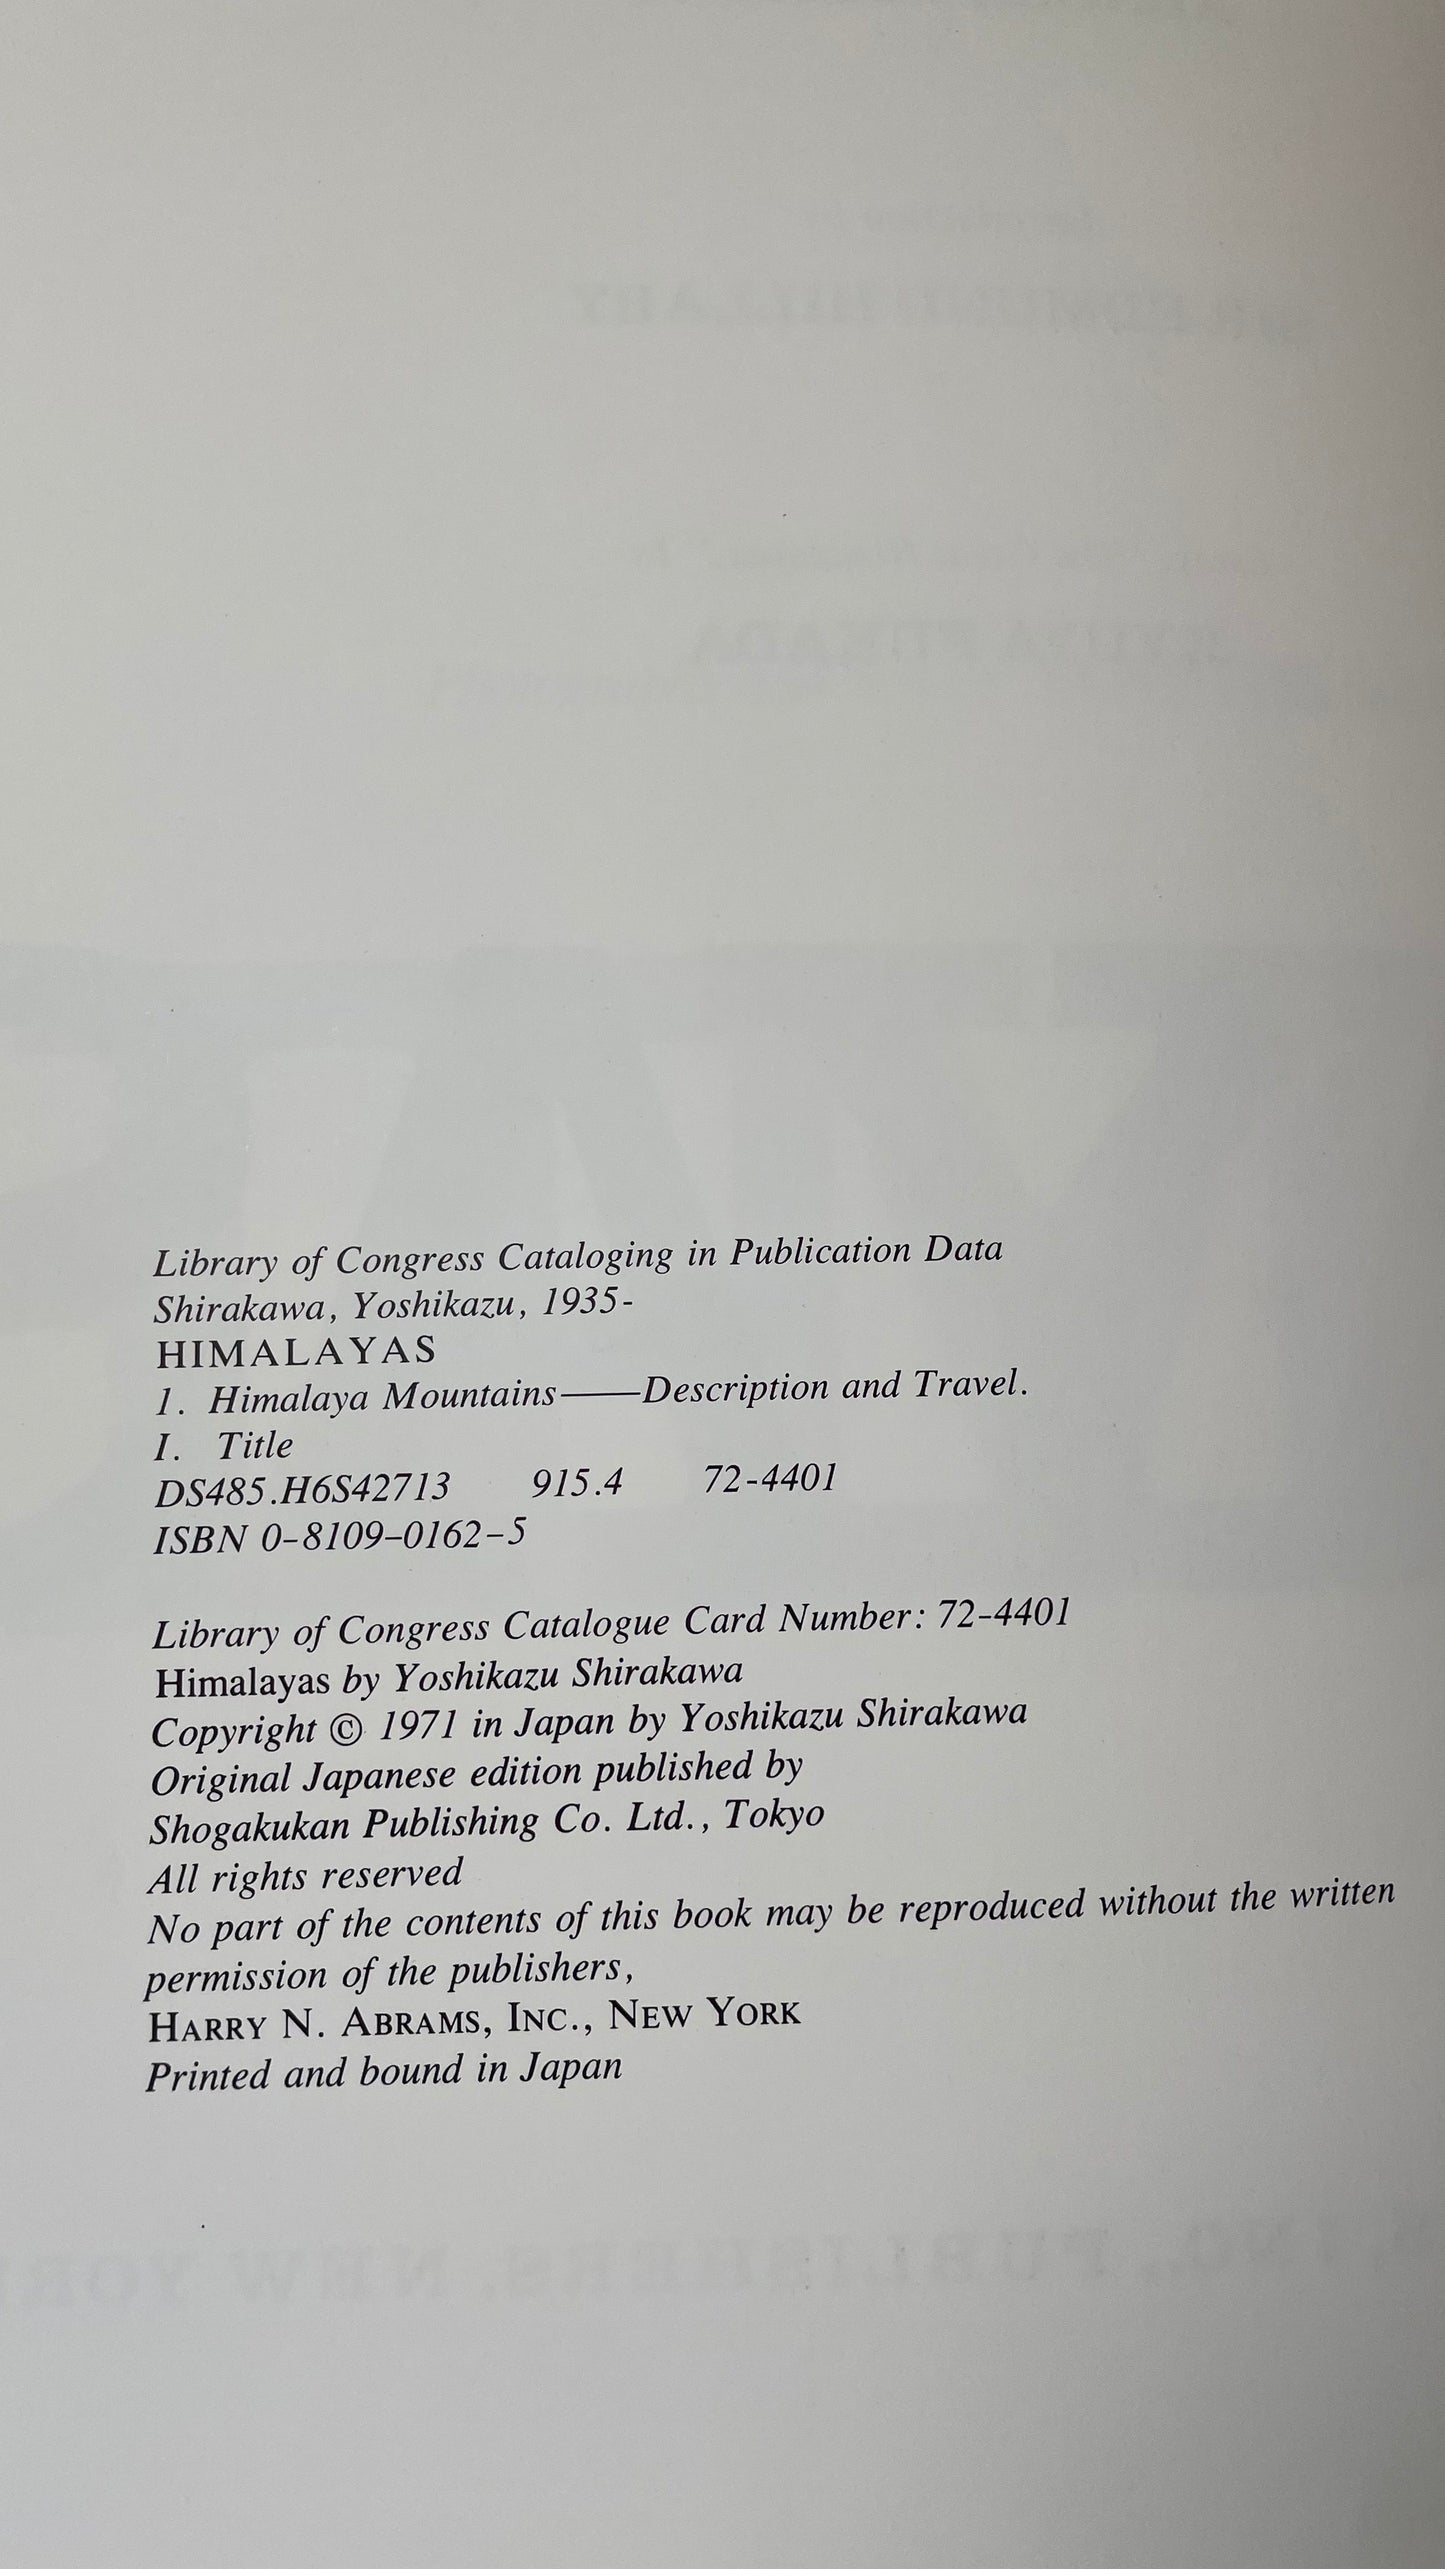 Library of Congress Cataloging in Publication Data
Shirakawa, Yoshikazu, 1935-
HIMALAYAS
1. Himalaya Mountains——Description and Travel.
I. Title
DS485.H6S42713 915.4 72-4401
ISBN 0-8109-0162-5
Library of Congress Catalogue Card Number: 72-4401
Himalayas by Yoshikazu Shirakawa
Copyright © 1971 in Japan by Yoshikazu Shirakawa
Original Japanese edition published by
Shogakukan Publishing Co. Ltd., Tokyo
All rights reserved
No part of the contents of this book may be reproduced without the written
permission of the publishers,
HARRY N. ABRAMS, INC., NEW YORK
Printed and bound in Japan